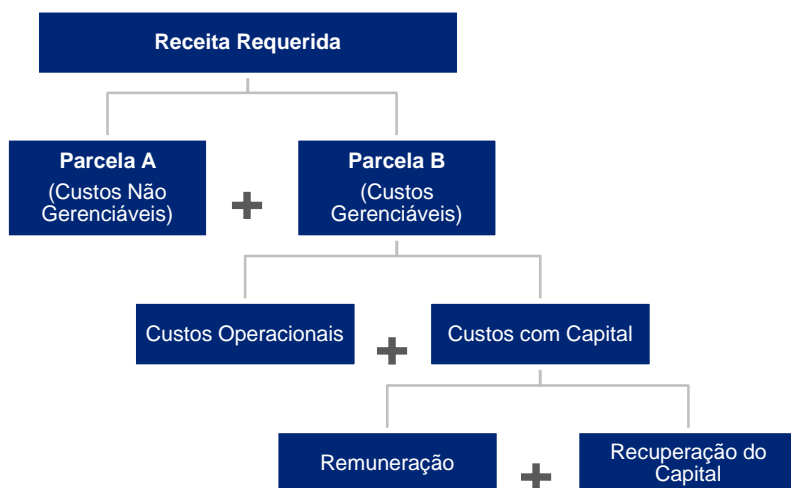 Receita Requerida
Parcela A
(Custos Não
Gerenciáveis)
+
Parcela B
(Custos
Gerenciáveis)
Custos Operacionais
+
Custos com Capital
Remuneração
+
Recuperação do
Capital